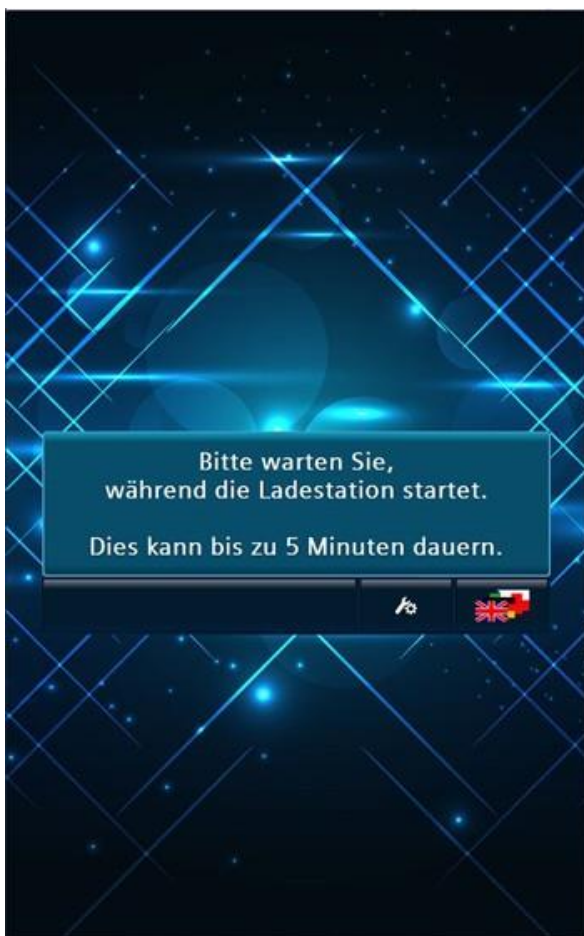 Bitte warten Sie,
während die Ladestation startet.
Dies kann bis zu 5 Minuten dauern.